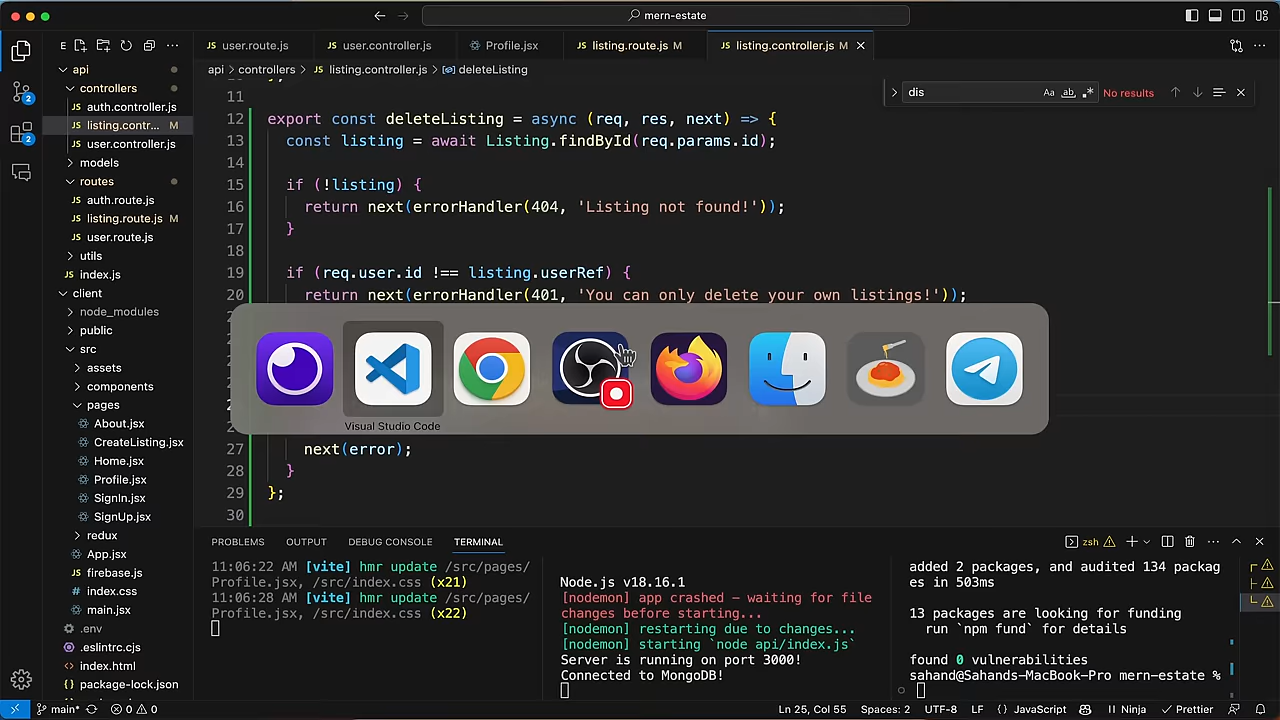 mern-estate
E
user.route.js
user.controller.js
Profile.jsx
listing.route.js M
listing.controller.js M
api > controllers > listing.controller.js > deleteListing
dis
Aa
ab
No results
api
controllers
auth.controller.js
listing.contr... M
user.controller.js
models
routes
auth.route.js
listing.route.js M
user.route.js
utils
index.js
client
node_modules
public
src
assets
components
pages
About.jsx
CreateListing.jsx
Home.jsx
Profile.jsx
SignIn.jsx
SignUp.jsx
redux
App.jsx
firebase.js
index.css
main.jsx
.env
.eslintrc.cjs
index.html
package-lock.json
2
2
11
12 export const deleteListing = async (req, res, next) => {
13 const listing = await Listing.findById(req.params.id);
14
15 if (!listing) {
16 return next(errorHandler(404, 'Listing not found!'));
17 }
18
19 if (req.user.id !== listing.userRef) {
20 return next(errorHandler(401, 'You can only delete your own listings!'));
Visual Studio Code
27 next(error);
28 }
29 };
30
PROBLEMS OUTPUT DEBUG CONSOLE TERMINAL
zsh
11:06:22 AM [vite] hmr update /src/pages/
Profile.jsx, /src/index.css (x21)
11:06:28 AM [vite] hmr update /src/pages/
Profile.jsx, /src/index.css (x22)
Node.js v18.16.1
[nodemon] app crashed - waiting for file
changes before starting...
[nodemon] restarting due to changes...
[nodemon] starting `node api/index.js`
Server is running on port 3000!
Connected to MongoDB!
added 2 packages, and audited 134 packag
es in 503ms
13 packages are looking for funding
run `npm fund` for details
found 0 vulnerabilities
sahand@Sahands-MacBook-Pro mern-estate %
main* 0 0
Ln 25, Col 55 Spaces: 2 UTF-8 LF {} JavaScript Ninja Prettier